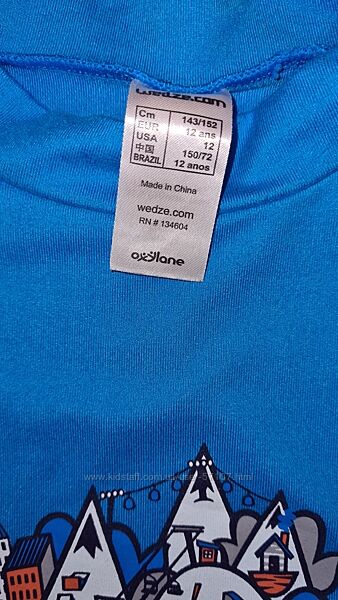 wedze.com
Cm 143/152
EUR 12 ans
USA 12
中国 150/72
BRAZIL 12 anos
Made in China
wedze.com
RN # 134604
oxylane